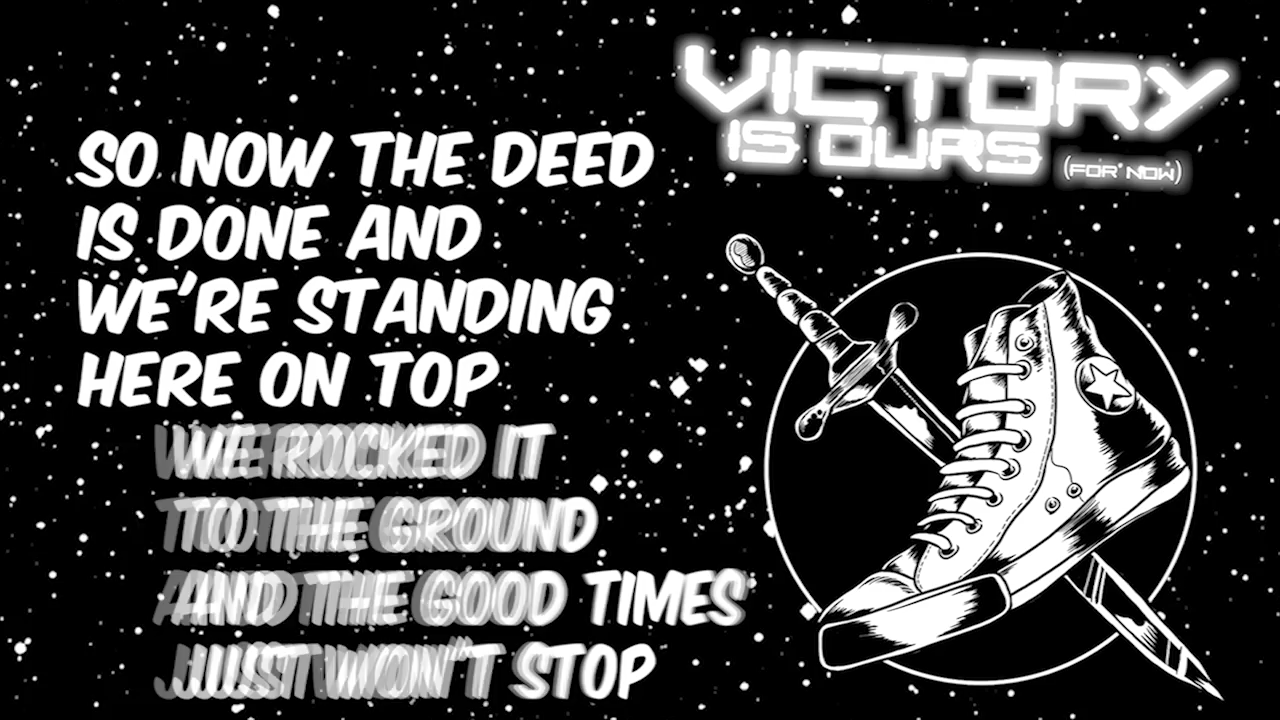 VICTORY
IS OURS (FOR NOW)
SO NOW THE DEED
IS DONE AND
WE'RE STANDING
HERE ON TOP
WE ROCKED IT
TO THE GROUND
AND THE GOOD TIMES
JUST WON'T STOP